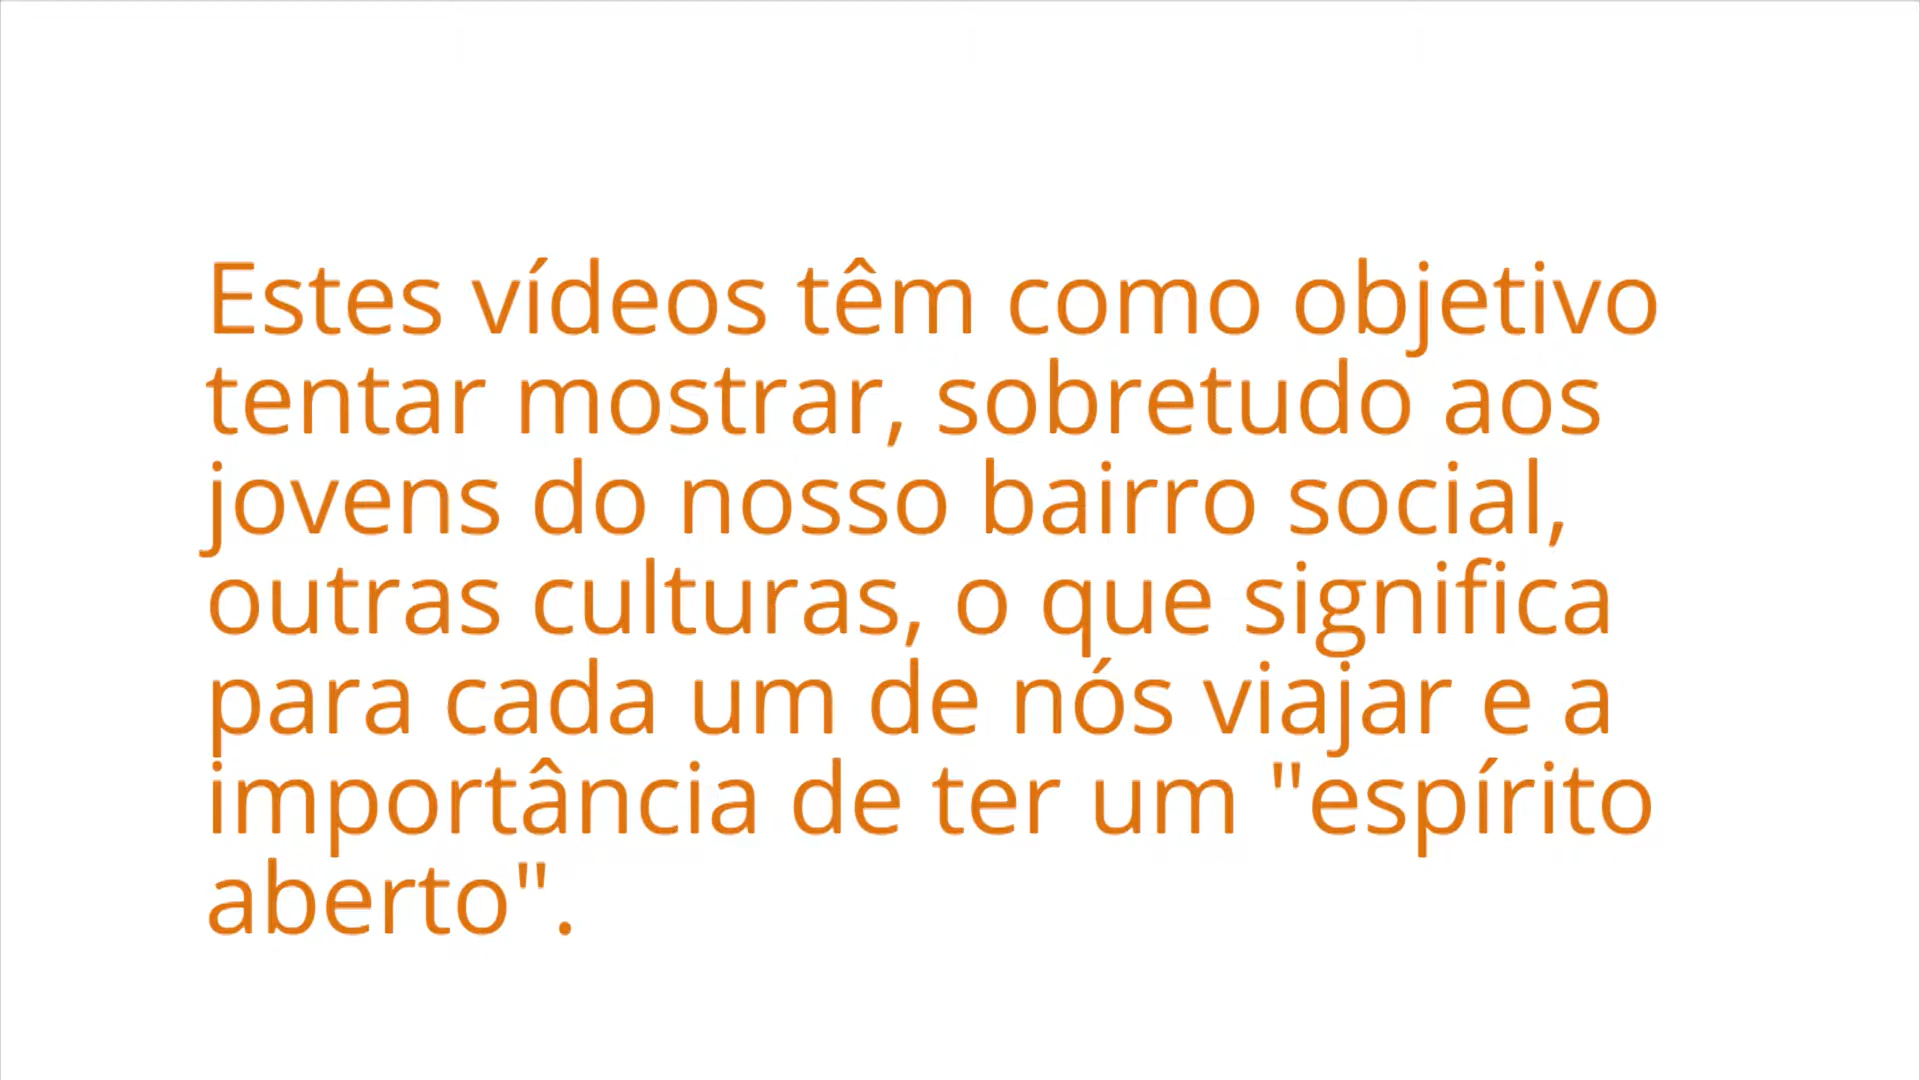 Estes vídeos têm como objetivo
tentar mostrar, sobretudo aos
jovens do nosso bairro social,
outras culturas, o que significa
para cada um de nós viajar e a
importância de ter um "espírito
aberto".